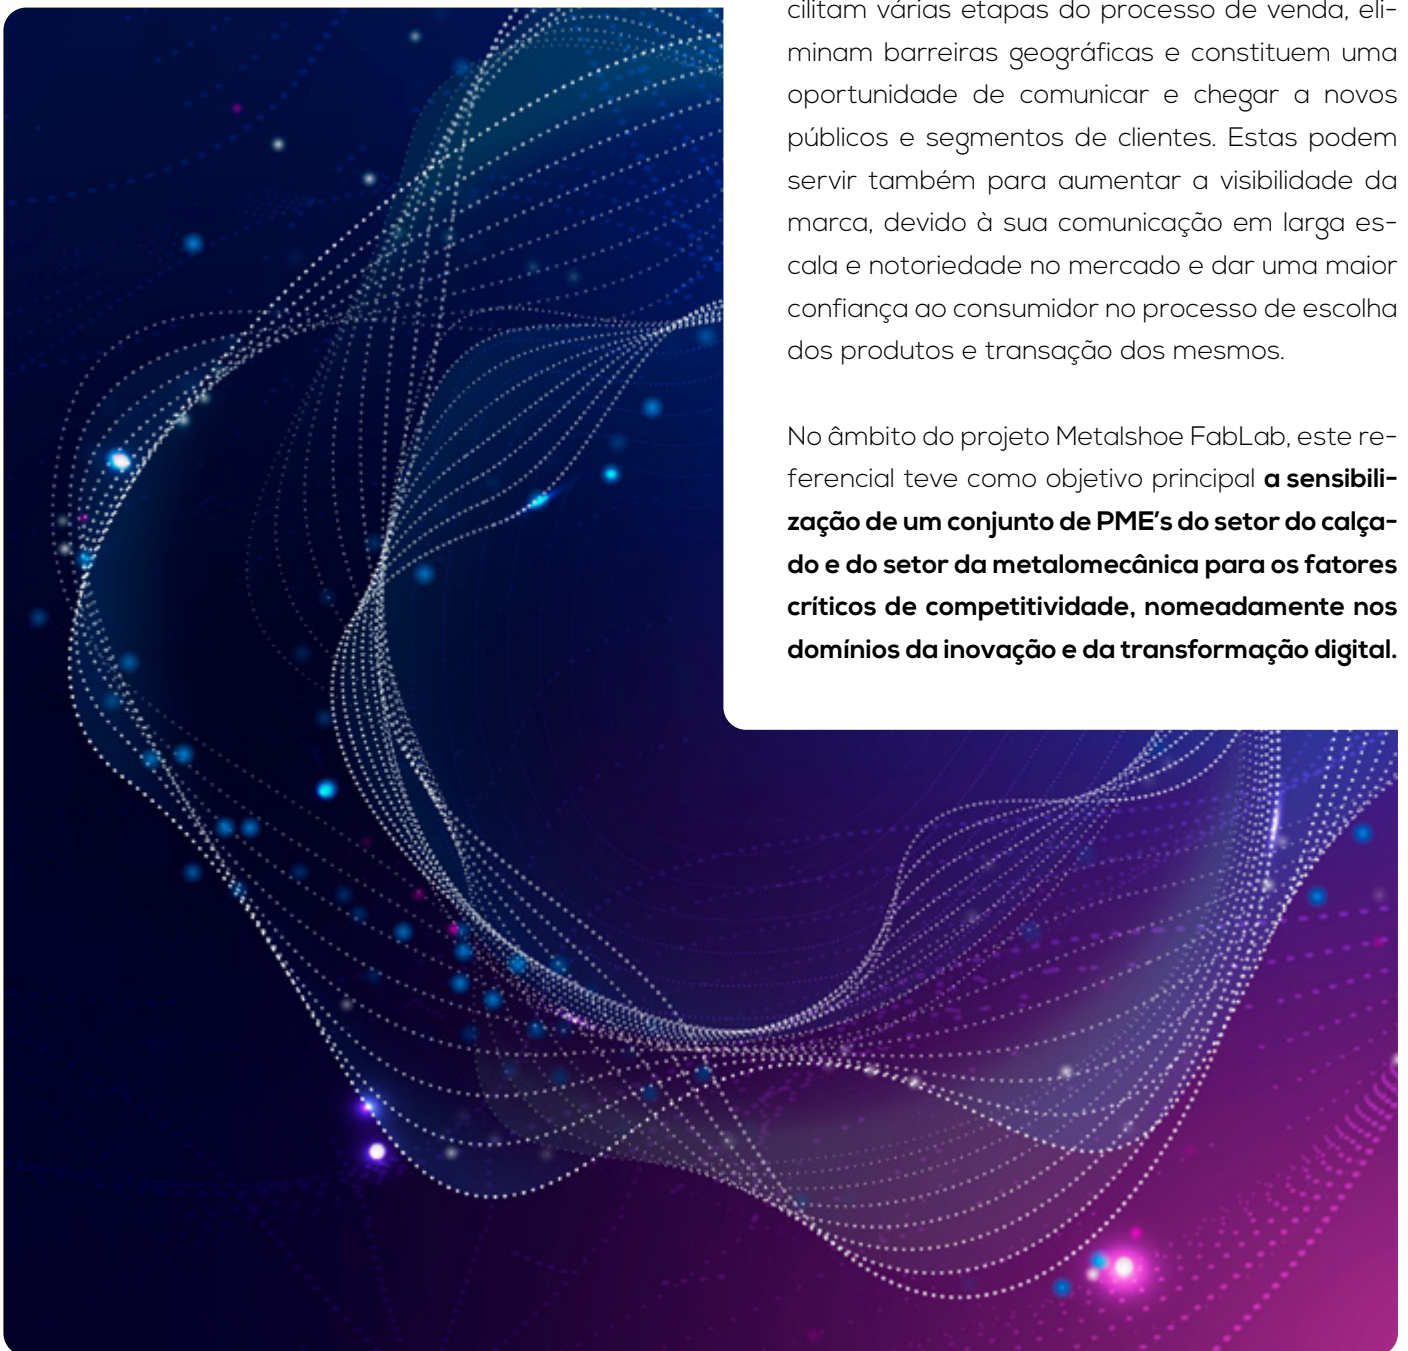 cilitam várias etapas do processo de venda, eli-
minam barreiras geográficas e constituem uma
oportunidade de comunicar e chegar a novos
públicos e segmentos de clientes. Estas podem
servir também para aumentar a visibilidade da
marca, devido à sua comunicação em larga es-
cala e notoriedade no mercado e dar uma maior
confiança ao consumidor no processo de escolha
dos produtos e transação dos mesmos.
No âmbito do projeto Metalshoe FabLab, este re-
ferencial teve como objetivo principal a sensibili-
zação de um conjunto de PME’s do setor do calça-
do e do setor da metalomecânica para os fatores
críticos de competitividade, nomeadamente nos
domínios da inovação e da transformação digital.